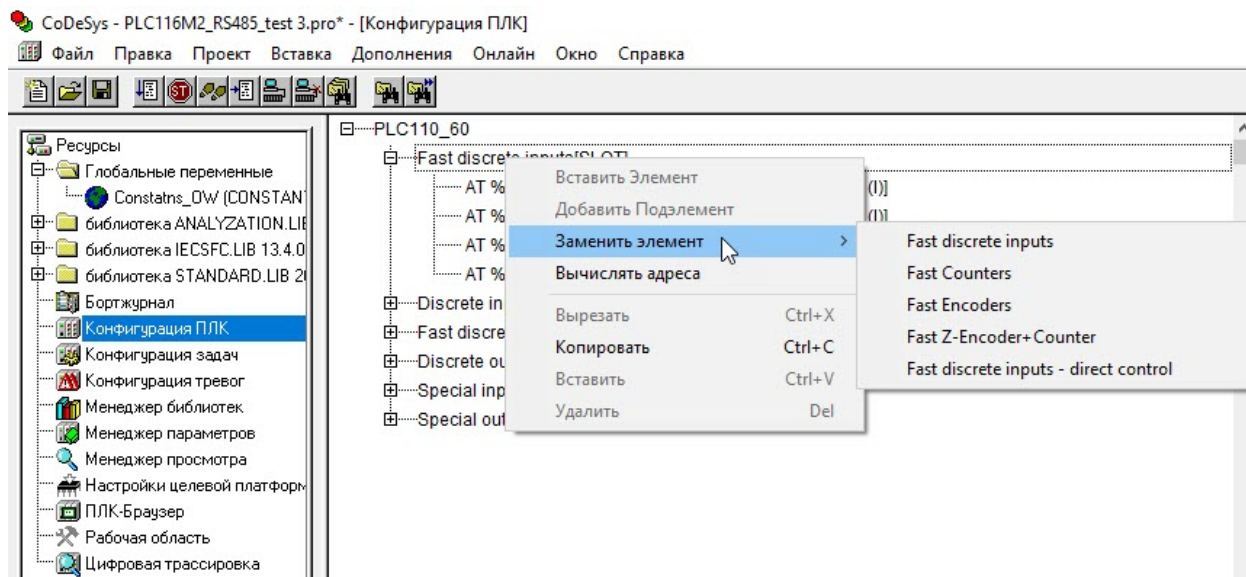 CoDeSys - PLC116M2_RS485_test 3.pro* - [Конфигурация ПЛК]
Файл Правка Проект Вставка Дополнения Онлайн Окно Справка
Ресурсы
Глобальные переменные
Constatns_OW (CONSTAN
библиотека ANALYZATION.LIB
библиотека IECSFC.LIB 13.4.0
библиотека STANDARD.LIB 2
Бортжурнал
Конфигурация ПЛК
Конфигурация задач
Конфигурация тревог
Менеджер библиотек
Менеджер параметров
Менеджер просмотра
Настройки целевой платформ
ПЛК-Браузер
Рабочая область
Цифровая трассировка
PLC110_60
Fast discrete inputs[SLOT]
AT % (I)]
AT % (I)]
AT %
AT %
Discrete in
Fast discre
Discrete ou
Special inp
Special out
Вставить Элемент
Добавить Подэлемент
Заменить элемент
Вычислять адреса
Вырезать Ctrl+X
Копировать Ctrl+C
Вставить Ctrl+V
Удалить Del
Fast discrete inputs
Fast Counters
Fast Encoders
Fast Z-Encoder+Counter
Fast discrete inputs - direct control